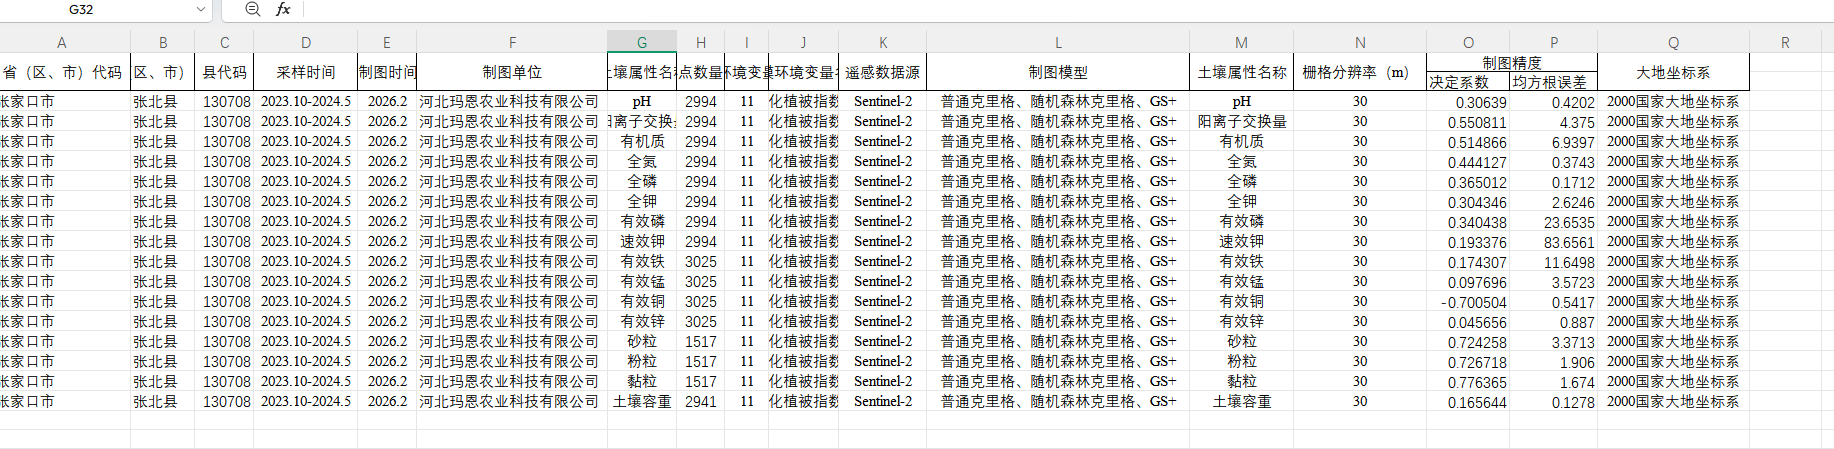 G32 fx
A B C D E F G H I J K L M N O P Q R
省（区、市）代码 区、市） 县代码 采样时间 制图时间 制图单位 土壤属性名称 点数量 环境变量 环境变量名 遥感数据源 制图模型 土壤属性名称 栅格分辨率（m） 制图精度 大地坐标系
决定系数 均方根误差
张家口市 张北县 130708 2023.10-2024.5 2026.2 河北玛恩农业科技有限公司 pH 2994 11 化植被指数 Sentinel-2 普通克里格、随机森林克里格、GS+ pH 30 0.30639 0.4202 2000国家大地坐标系
张家口市 张北县 130708 2023.10-2024.5 2026.2 河北玛恩农业科技有限公司 阳离子交换量 2994 11 化植被指数 Sentinel-2 普通克里格、随机森林克里格、GS+ 阳离子交换量 30 0.550811 4.375 2000国家大地坐标系
张家口市 张北县 130708 2023.10-2024.5 2026.2 河北玛恩农业科技有限公司 有机质 2994 11 化植被指数 Sentinel-2 普通克里格、随机森林克里格、GS+ 有机质 30 0.514866 6.9397 2000国家大地坐标系
张家口市 张北县 130708 2023.10-2024.5 2026.2 河北玛恩农业科技有限公司 全氮 2994 11 化植被指数 Sentinel-2 普通克里格、随机森林克里格、GS+ 全氮 30 0.444127 0.3743 2000国家大地坐标系
张家口市 张北县 130708 2023.10-2024.5 2026.2 河北玛恩农业科技有限公司 全磷 2994 11 化植被指数 Sentinel-2 普通克里格、随机森林克里格、GS+ 全磷 30 0.365012 0.1712 2000国家大地坐标系
张家口市 张北县 130708 2023.10-2024.5 2026.2 河北玛恩农业科技有限公司 全钾 2994 11 化植被指数 Sentinel-2 普通克里格、随机森林克里格、GS+ 全钾 30 0.304346 2.6246 2000国家大地坐标系
张家口市 张北县 130708 2023.10-2024.5 2026.2 河北玛恩农业科技有限公司 有效磷 2994 11 化植被指数 Sentinel-2 普通克里格、随机森林克里格、GS+ 有效磷 30 0.340438 23.6535 2000国家大地坐标系
张家口市 张北县 130708 2023.10-2024.5 2026.2 河北玛恩农业科技有限公司 速效钾 2994 11 化植被指数 Sentinel-2 普通克里格、随机森林克里格、GS+ 速效钾 30 0.193376 83.6561 2000国家大地坐标系
张家口市 张北县 130708 2023.10-2024.5 2026.2 河北玛恩农业科技有限公司 有效铁 3025 11 化植被指数 Sentinel-2 普通克里格、随机森林克里格、GS+ 有效铁 30 0.174307 11.6498 2000国家大地坐标系
张家口市 张北县 130708 2023.10-2024.5 2026.2 河北玛恩农业科技有限公司 有效锰 3025 11 化植被指数 Sentinel-2 普通克里格、随机森林克里格、GS+ 有效锰 30 0.097696 3.5723 2000国家大地坐标系
张家口市 张北县 130708 2023.10-2024.5 2026.2 河北玛恩农业科技有限公司 有效铜 3025 11 化植被指数 Sentinel-2 普通克里格、随机森林克里格、GS+ 有效铜 30 -0.700504 0.5417 2000国家大地坐标系
张家口市 张北县 130708 2023.10-2024.5 2026.2 河北玛恩农业科技有限公司 有效锌 3025 11 化植被指数 Sentinel-2 普通克里格、随机森林克里格、GS+ 有效锌 30 0.045656 0.887 2000国家大地坐标系
张家口市 张北县 130708 2023.10-2024.5 2026.2 河北玛恩农业科技有限公司 砂粒 1517 11 化植被指数 Sentinel-2 普通克里格、随机森林克里格、GS+ 砂粒 30 0.724258 3.3713 2000国家大地坐标系
张家口市 张北县 130708 2023.10-2024.5 2026.2 河北玛恩农业科技有限公司 粉粒 1517 11 化植被指数 Sentinel-2 普通克里格、随机森林克里格、GS+ 粉粒 30 0.726718 1.906 2000国家大地坐标系
张家口市 张北县 130708 2023.10-2024.5 2026.2 河北玛恩农业科技有限公司 黏粒 1517 11 化植被指数 Sentinel-2 普通克里格、随机森林克里格、GS+ 黏粒 30 0.776365 1.674 2000国家大地坐标系
张家口市 张北县 130708 2023.10-2024.5 2026.2 河北玛恩农业科技有限公司 土壤容重 2941 11 化植被指数 Sentinel-2 普通克里格、随机森林克里格、GS+ 土壤容重 30 0.165644 0.1278 2000国家大地坐标系